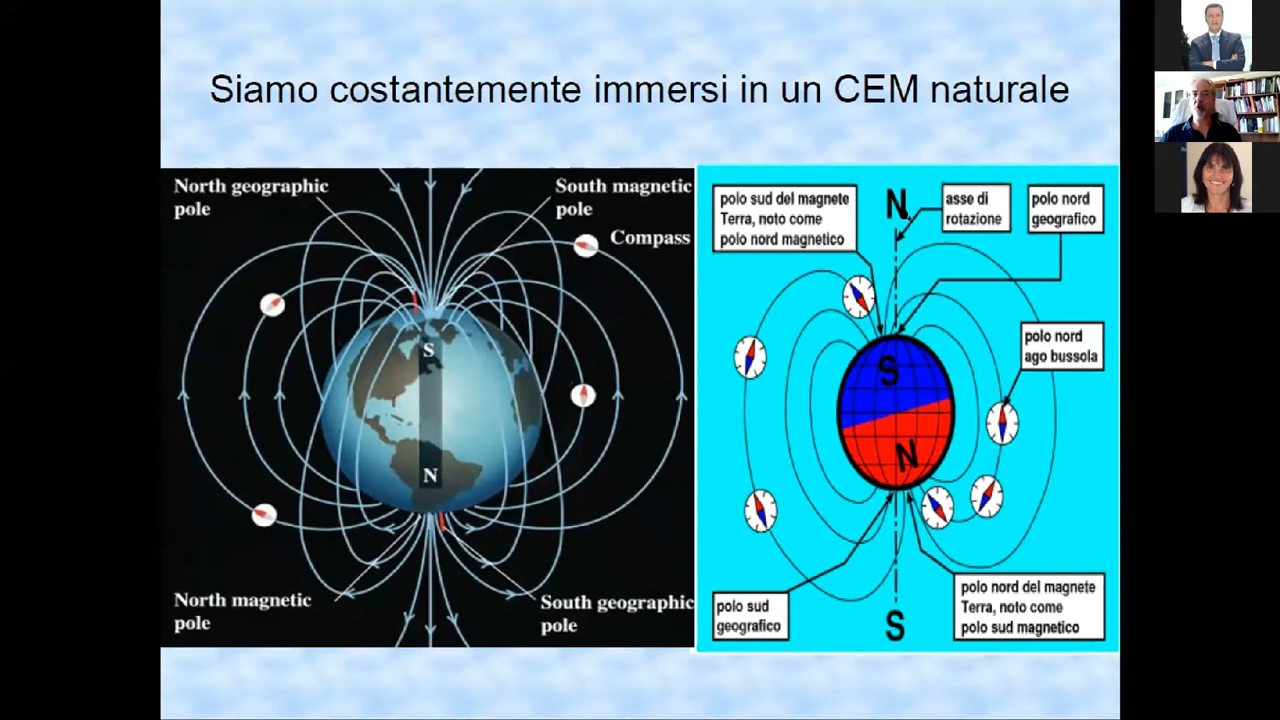 Siamo costantemente immersi in un CEM naturale
North geographic
pole
South magnetic
pole
Compass
S
N
North magnetic
pole
South geographic
pole
polo sud del magnete
Terra, noto come
polo nord magnetico
N
asse di
rotazione
polo nord
geografico
polo nord
ago bussola
S
N
polo sud
geografico
S
polo nord del magnete
Terra, noto come
polo sud magnetico